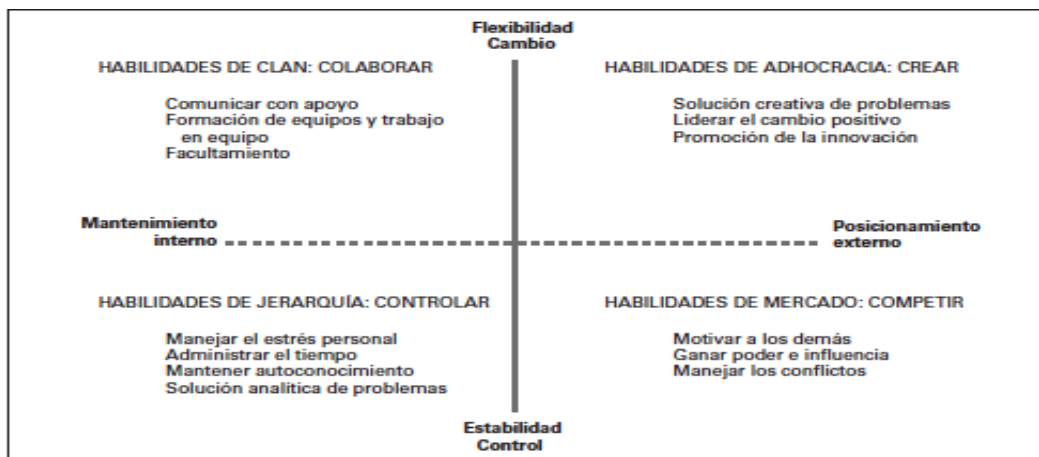 Flexibilidad
Cambio
HABILIDADES DE CLAN: COLABORAR
Comunicar con apoyo
Formación de equipos y trabajo
en equipo
Facultamiento
HABILIDADES DE ADHOCRACIA: CREAR
Solución creativa de problemas
Liderar el cambio positivo
Promoción de la innovación
Mantenimiento
interno
Posicionamiento
externo
HABILIDADES DE JERARQUÍA: CONTROLAR
Manejar el estrés personal
Administrar el tiempo
Mantener autoconocimiento
Solución analítica de problemas
HABILIDADES DE MERCADO: COMPETIR
Motivar a los demás
Ganar poder e influencia
Manejar los conflictos
Estabilidad
Control